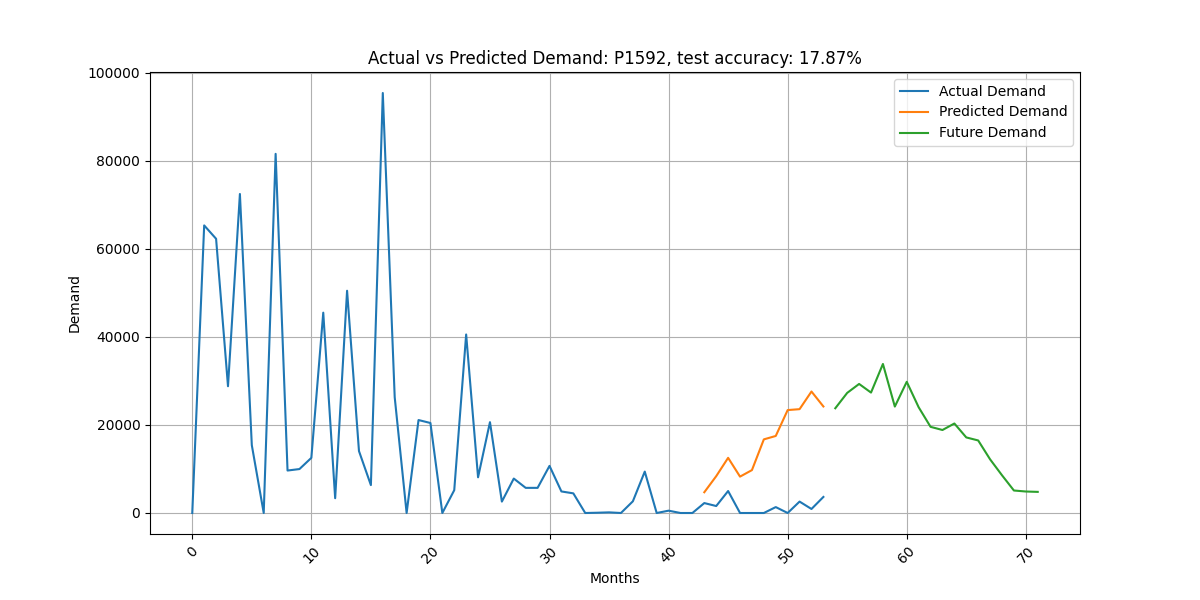 Actual vs Predicted Demand: P1592, test accuracy: 17.87%
Actual Demand
Predicted Demand
Future Demand
Demand
100000
80000
60000
40000
20000
0
0
10
20
30
40
50
60
70
Months